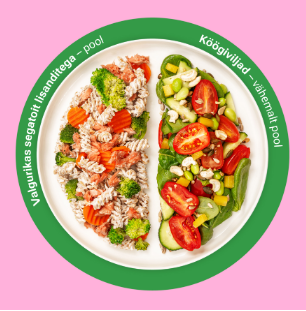 Valgurikas segatoit lisanditega – pool
Köögiviljad – vähemalt pool